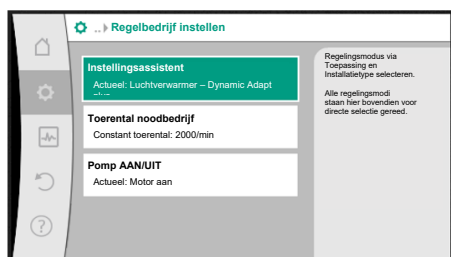 .. Regelbedrijf instellen
Instellingsassistent
Actueel: Luchtverwarmer – Dynamic Adapt
Toerental noodbedrijf
Constant toerental: 2000/min
Pomp AAN/UIT
Actueel: Motor aan
Regelingsmodus via
Toepassing en
Installatietype selecteren.
Alle regelingsmodi
staan hier bovendien voor
directe selectie gereed.
?